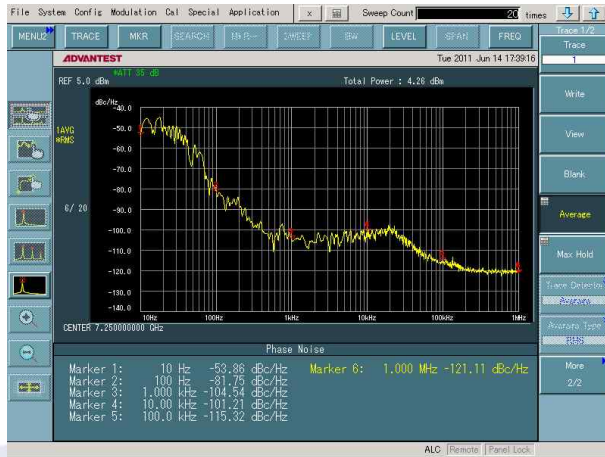 File System Config Modulation Cal Special Application x Sweep Count 20 times
MENU2 TRACE MKR SEARCH SWEEP BW LEVEL SPAN FREQ
Trace 1/2
Trace
1
ADVANTEST Tue 2011 Jun 14 17:39:16
*ATT 35 dB
REF 5.0 dBm Total Power : 4.26 dBm
dBc/Hz
-40.0
-50.0
1AVG
*RMS
-60.0
-70.0
-80.0
6/ 20
-90.0
-100.0
-110.0
-120.0
-130.0
-140.0
10Hz 100Hz 1kHz 10kHz 100kHz 1MHz
CENTER 7.250000000 GHz
Phase Noise
Marker 1: 10 Hz -53.86 dBc/Hz Marker 6: 1.000 MHz -121.11 dBc/Hz
Marker 2: 100 Hz -81.75 dBc/Hz
Marker 3: 1.000 kHz -104.54 dBc/Hz
Marker 4: 10.00 kHz -101.21 dBc/Hz
Marker 5: 100.0 kHz -115.32 dBc/Hz
Write
View
Blank
Average
Max Hold
Trace Detector
Average
Average Type
RMS
More
2/2
ALC Remote Panel Lock